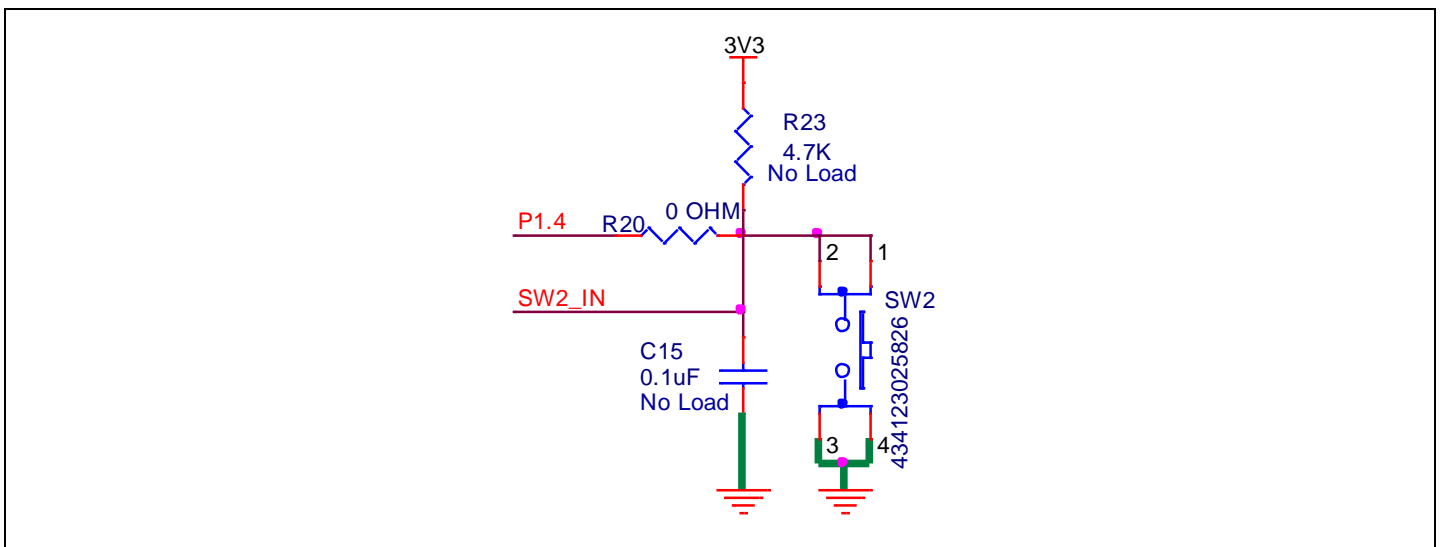 3V3
R23
4.7K
No Load
P1.4
R20
0 OHM
2
1
SW2_IN
SW2
434123025826
C15
0.1uF
No Load
3
4